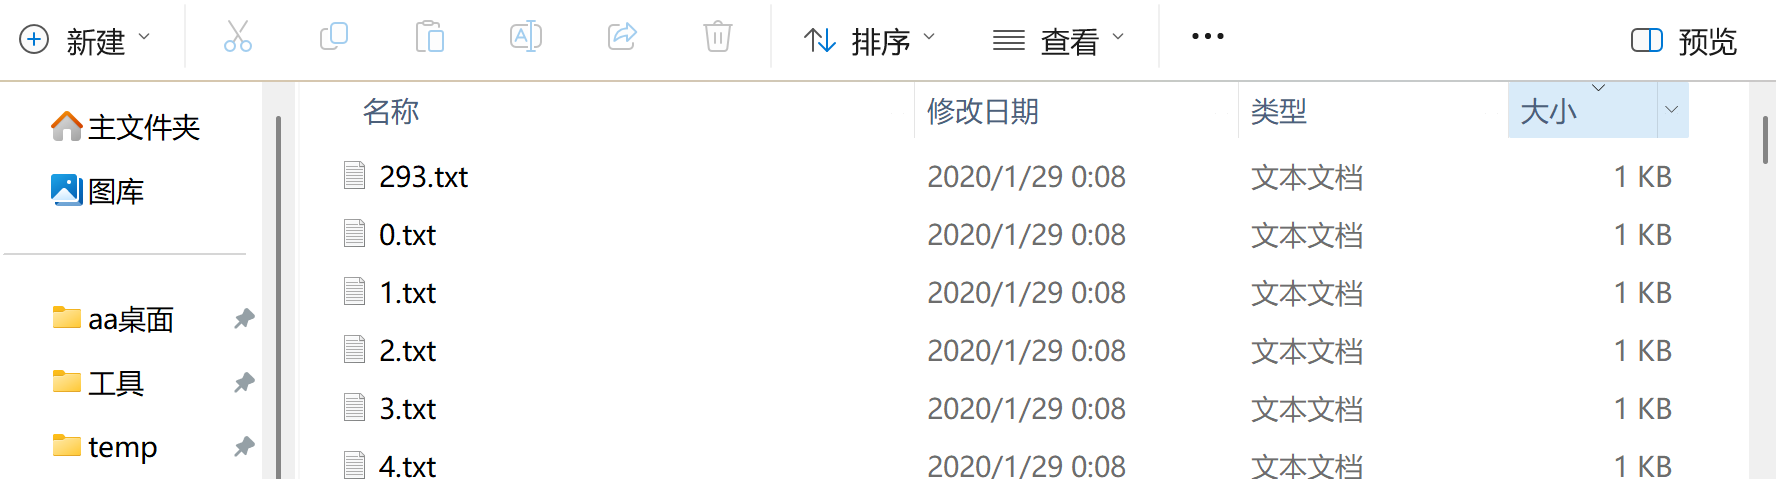 新建 排序 查看 ··· 预览
名称 修改日期 类型 大小
主文件夹
图库
aa桌面
工具
temp
293.txt 2020/1/29 0:08 文本文档 1 KB
0.txt 2020/1/29 0:08 文本文档 1 KB
1.txt 2020/1/29 0:08 文本文档 1 KB
2.txt 2020/1/29 0:08 文本文档 1 KB
3.txt 2020/1/29 0:08 文本文档 1 KB
4.txt 2020/1/29 0:08 文本文档 1 KB